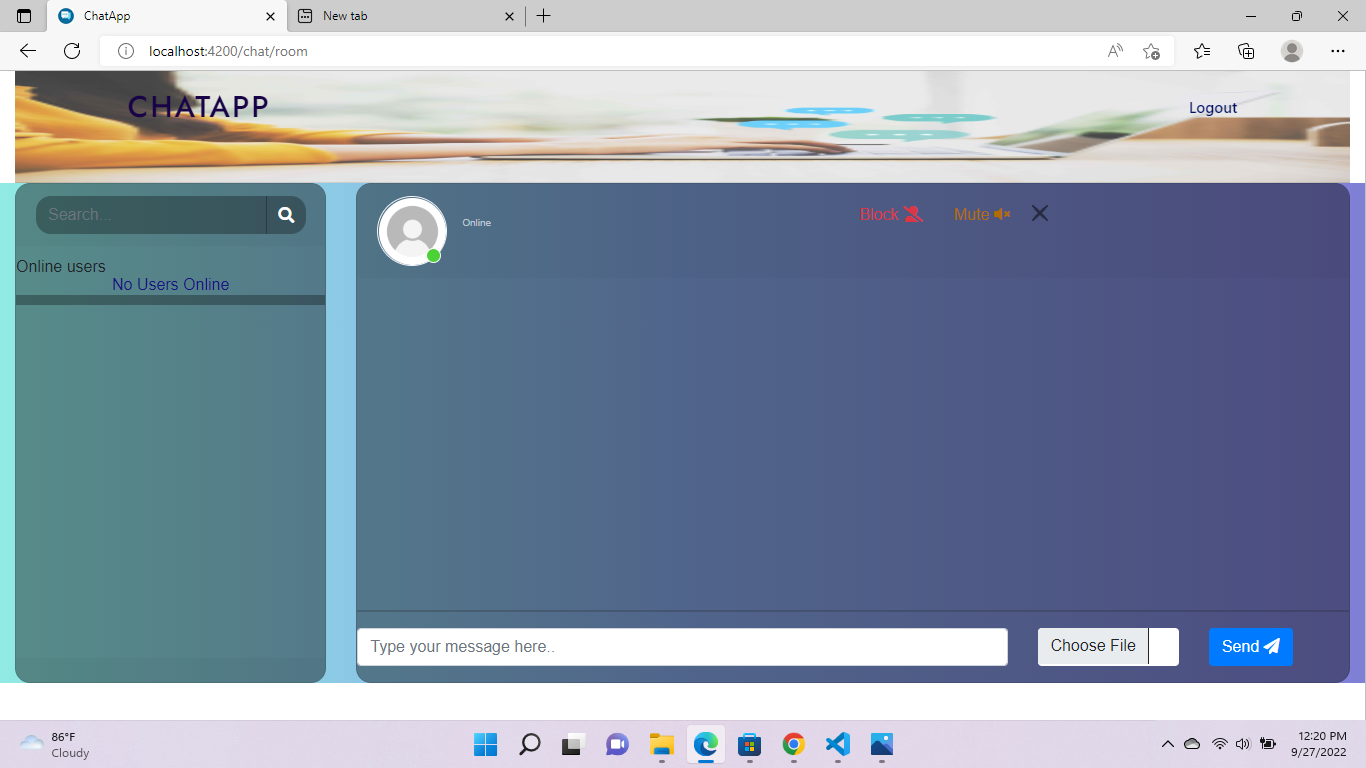 ChatApp
New tab
localhost:4200/chat/room
CHATAPP
Logout
Search...
Online
Block
Mute
Online users
No Users Online
Type your message here..
Choose File
Send
86°F
Cloudy
12:20 PM
9/27/2022